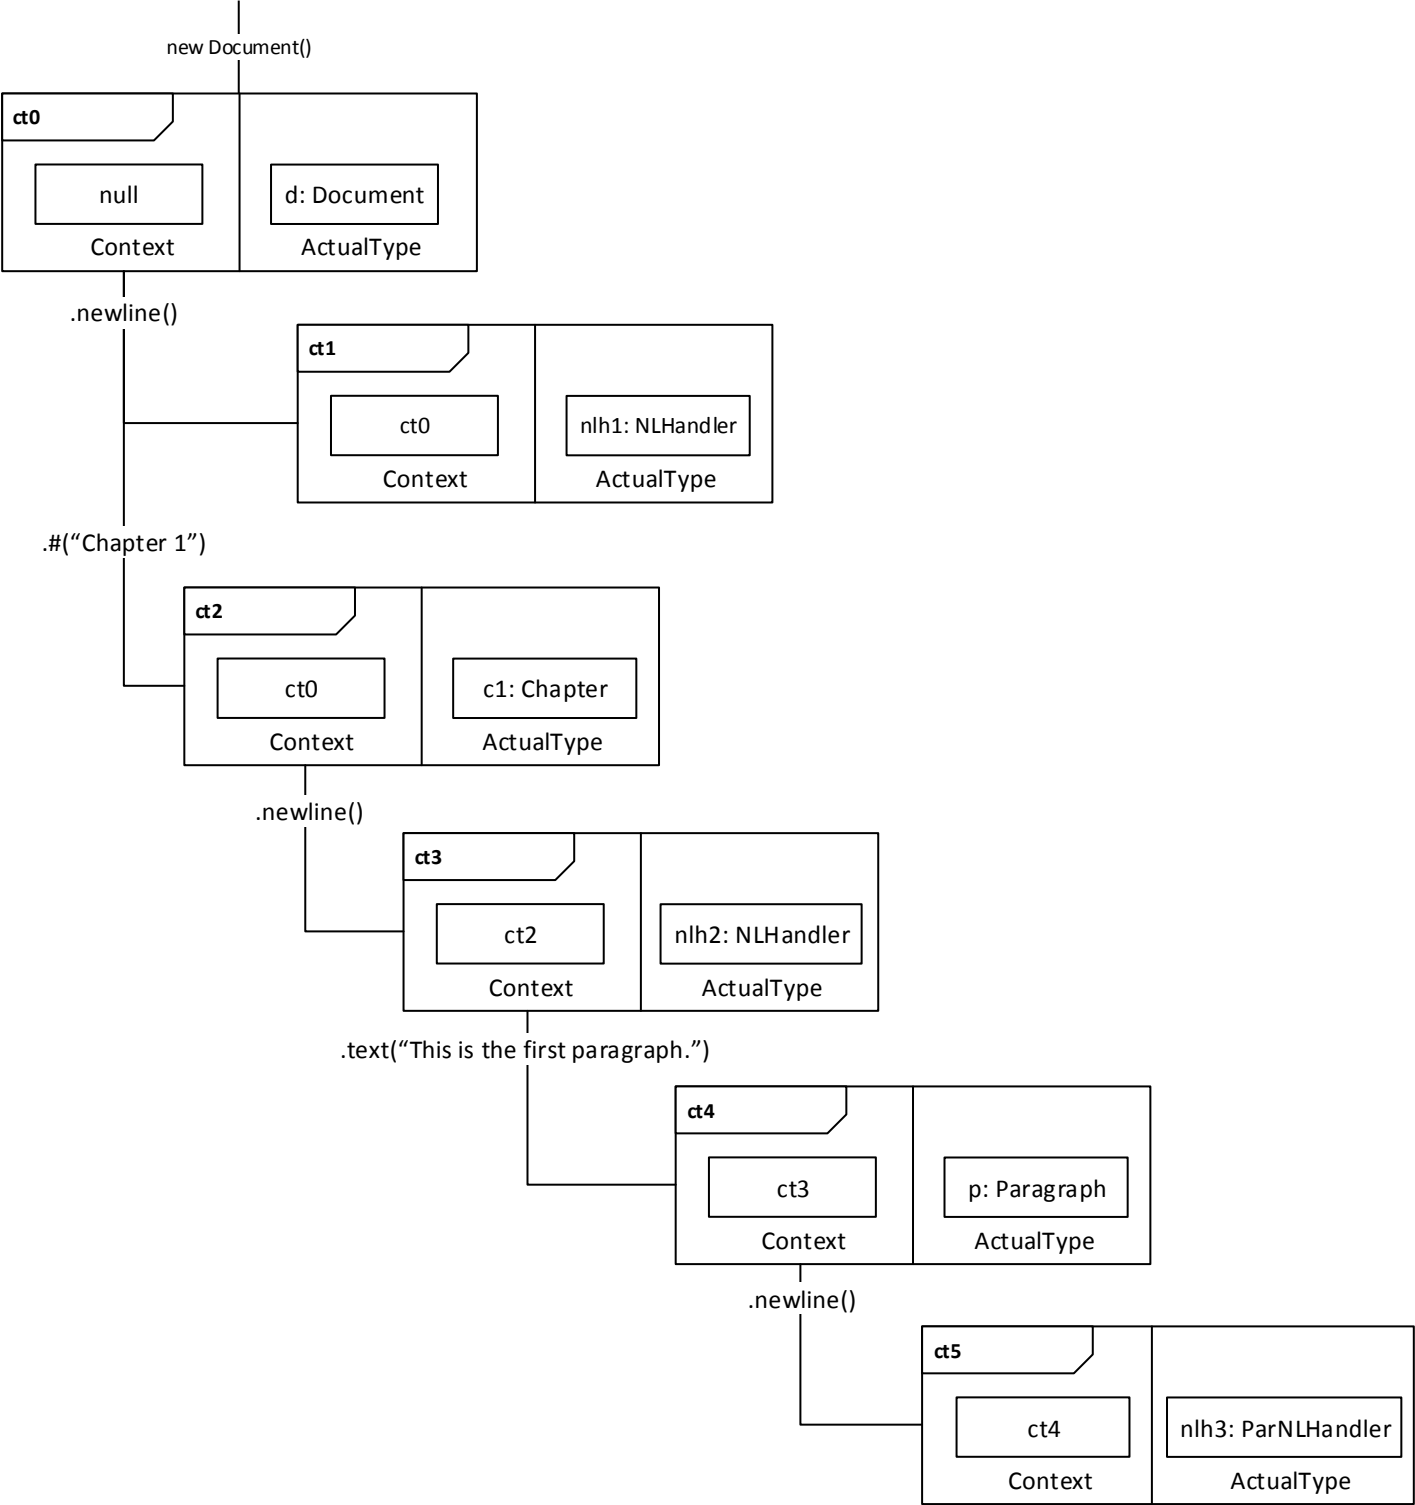 new Document()
ct0
null
d: Document
Context
ActualType
.newline()
ct1
ct0
nlh1: NLHandler
Context
ActualType
.#(“Chapter 1”)
ct2
ct0
c1: Chapter
Context
ActualType
.newline()
ct3
ct2
nlh2: NLHandler
Context
ActualType
.text(“This is the first paragraph.”)
ct4
ct3
p: Paragraph
Context
ActualType
.newline()
ct5
ct4
nlh3: ParNLHandler
Context
ActualType